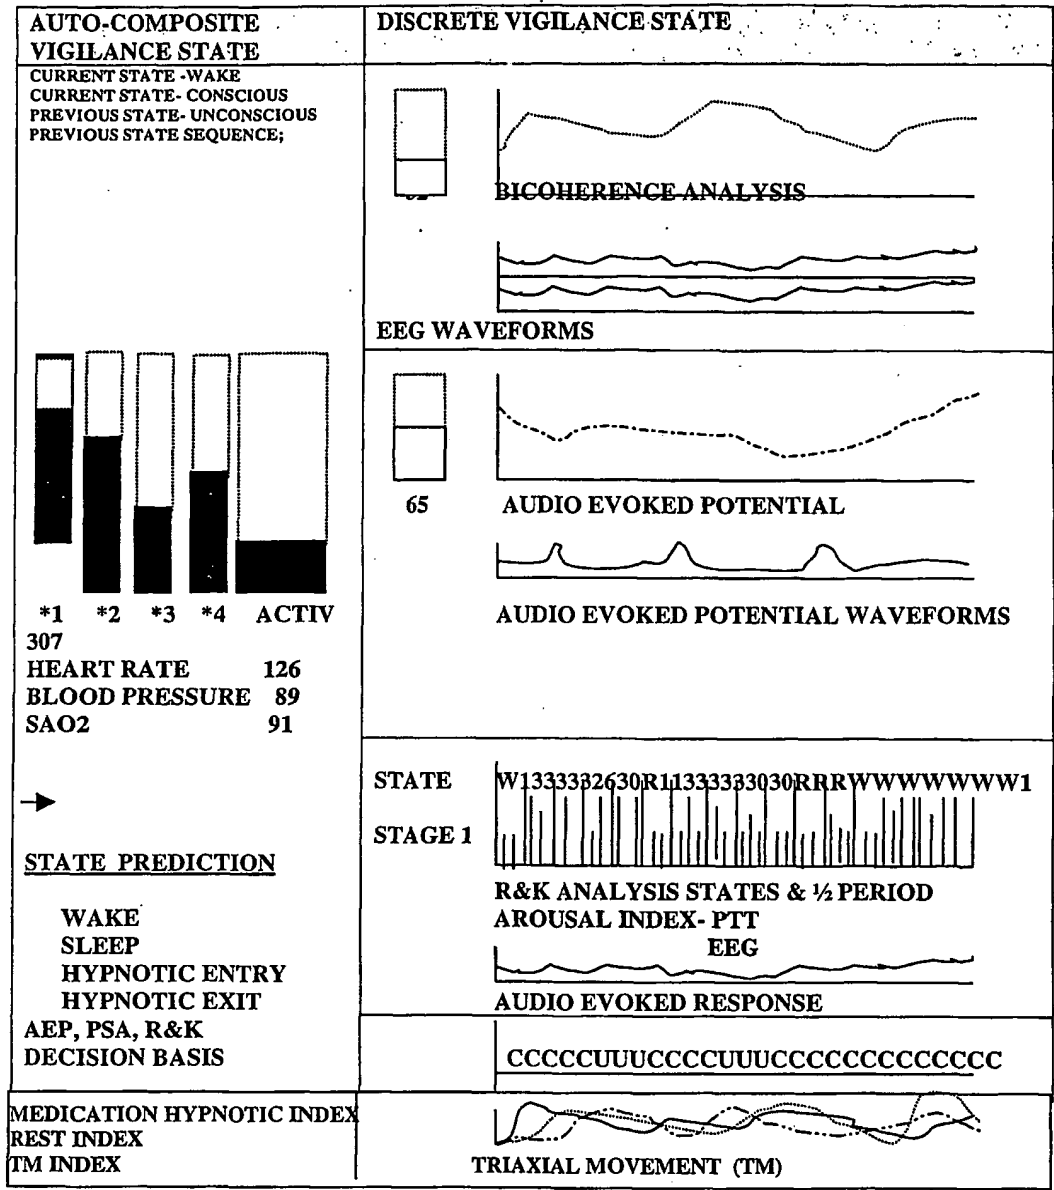 AUTO-COMPOSITE
VIGILANCE STATE
CURRENT STATE -WAKE
CURRENT STATE- CONSCIOUS
PREVIOUS STATE- UNCONSCIOUS
PREVIOUS STATE SEQUENCE;
*1 *2 *3 *4 ACTIV
307
HEART RATE 126
BLOOD PRESSURE 89
SAO2 91
STATE PREDICTION
WAKE
SLEEP
HYPNOTIC ENTRY
HYPNOTIC EXIT
AEP, PSA, R&K
DECISION BASIS
MEDICATION HYPNOTIC INDEX
REST INDEX
TM INDEX
DISCRETE VIGILANCE STATE
BICOHERENCE ANALYSIS
EEG WAVEFORMS
65
AUDIO EVOKED POTENTIAL
AUDIO EVOKED POTENTIAL WAVEFORMS
STATE W1333332630R11333333030RRRWWWWWWWW1
STAGE 1
R&K ANALYSIS STATES & ½ PERIOD
AROUSAL INDEX- PTT
EEG
AUDIO EVOKED RESPONSE
CCCCCUUUCCCCUUUCCCCCCCCCCCCCC
TRIAXIAL MOVEMENT (TM)